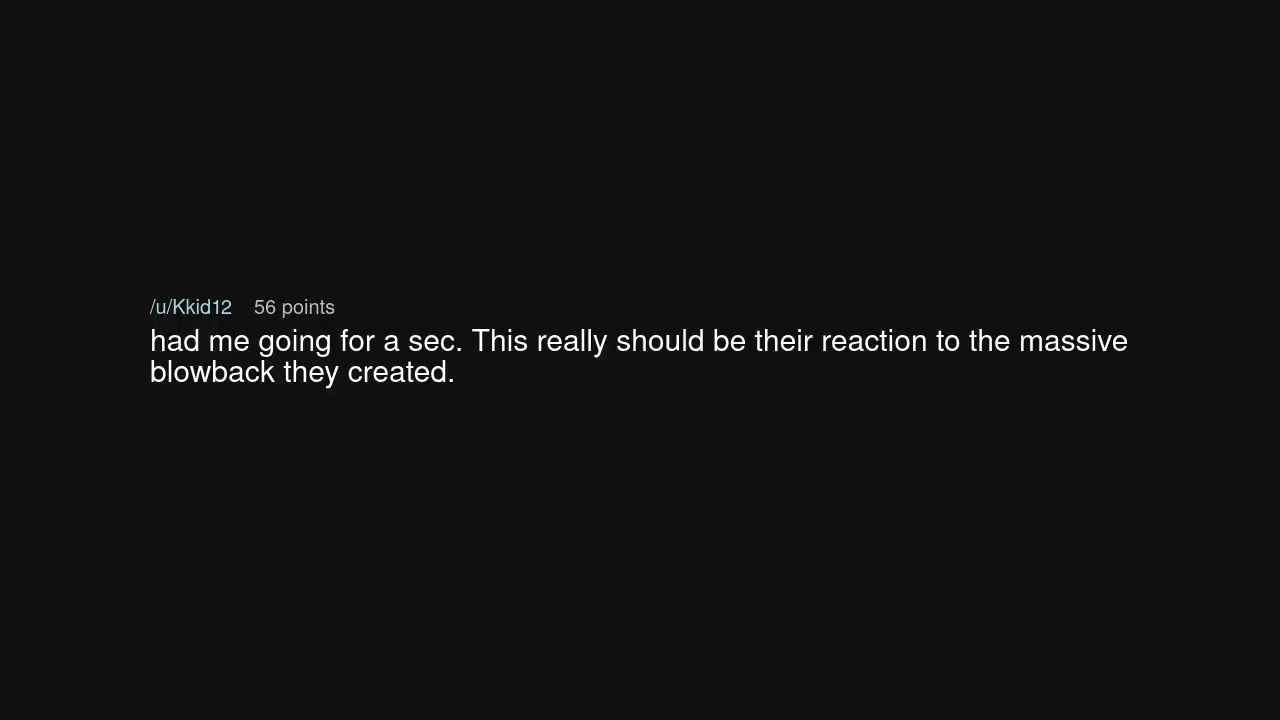 /u/Kkid12 56 points
had me going for a sec. This really should be their reaction to the massive
blowback they created.